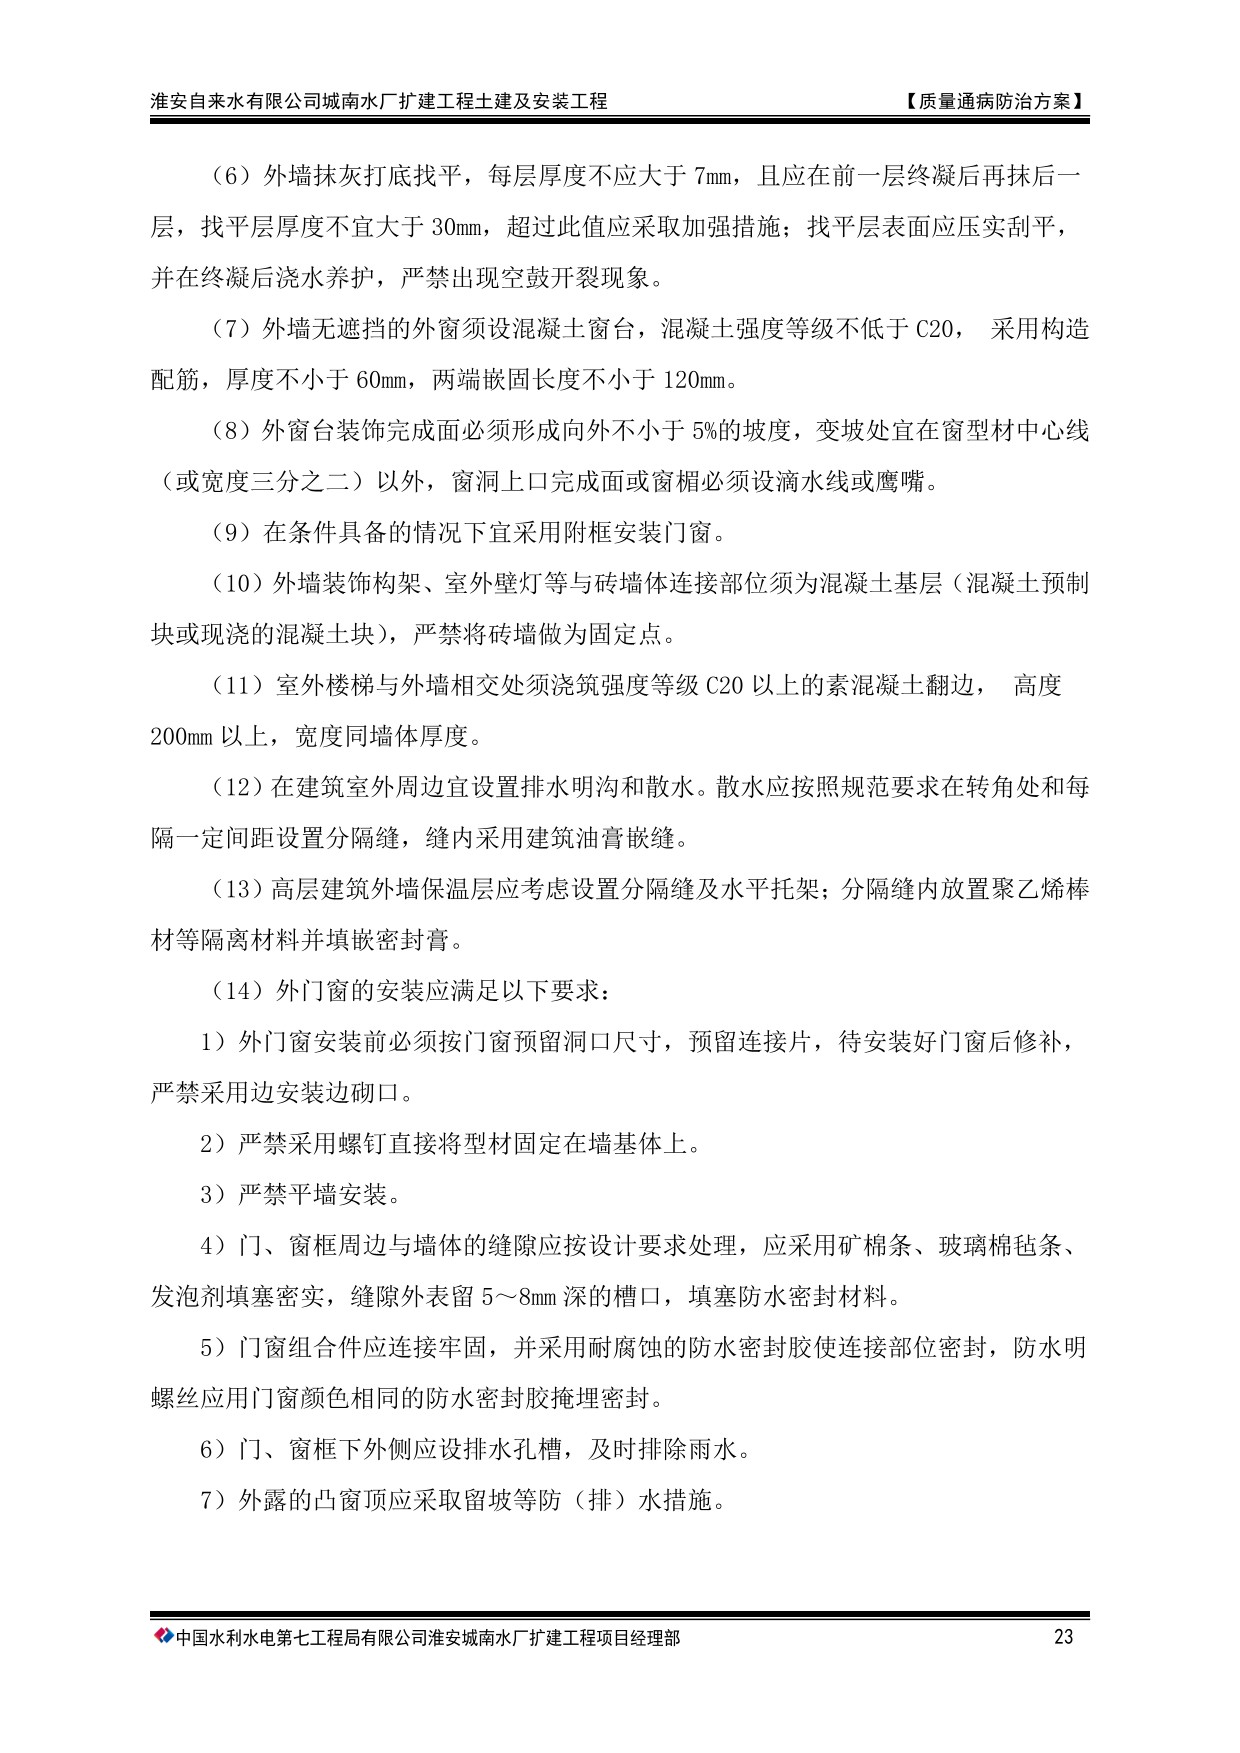 淮安自来水有限公司城南水厂扩建工程土建及安装工程 【质量通病防治方案】
（6）外墙抹灰打底找平，每层厚度不应大于 7mm，且应在前一层终凝后再抹后一
层，找平层厚度不宜大于 30mm，超过此值应采取加强措施；找平层表面应压实刮平，
并在终凝后浇水养护，严禁出现空鼓开裂现象。
（7）外墙无遮挡的外窗须设混凝土窗台，混凝土强度等级不低于 C20， 采用构造
配筋，厚度不小于 60mm，两端嵌固长度不小于 120mm。
（8）外窗台装饰完成面必须形成向外不小于 5%的坡度，变坡处宜在窗型材中心线
（或宽度三分之二）以外，窗洞上口完成面或窗楣必须设滴水线或鹰嘴。
（9）在条件具备的情况下宜采用附框安装门窗。
（10）外墙装饰构架、室外壁灯等与砖墙体连接部位须为混凝土基层（混凝土预制
块或现浇的混凝土块），严禁将砖墙做为固定点。
（11）室外楼梯与外墙相交处须浇筑强度等级 C20 以上的素混凝土翻边， 高度
200mm 以上，宽度同墙体厚度。
（12）在建筑室外周边宜设置排水明沟和散水。散水应按照规范要求在转角处和每
隔一定间距设置分隔缝，缝内采用建筑油膏嵌缝。
（13）高层建筑外墙保温层应考虑设置分隔缝及水平托架；分隔缝内放置聚乙烯棒
材等隔离材料并填嵌密封膏。
（14）外门窗的安装应满足以下要求：
1）外门窗安装前必须按门窗预留洞口尺寸，预留连接片，待安装好门窗后修补，
严禁采用边安装边砌口。
2）严禁采用螺钉直接将型材固定在墙基体上。
3）严禁平墙安装。
4）门、窗框周边与墙体的缝隙应按设计要求处理，应采用矿棉条、玻璃棉毡条、
发泡剂填塞密实，缝隙外表留 5～8mm 深的槽口，填塞防水密封材料。
5）门窗组合件应连接牢固，并采用耐腐蚀的防水密封胶使连接部位密封，防水明
螺丝应用门窗颜色相同的防水密封胶掩埋密封。
6）门、窗框下外侧应设排水孔槽，及时排除雨水。
7）外露的凸窗顶应采取留坡等防（排）水措施。
中国水利水电第七工程局有限公司淮安城南水厂扩建工程项目经理部 23